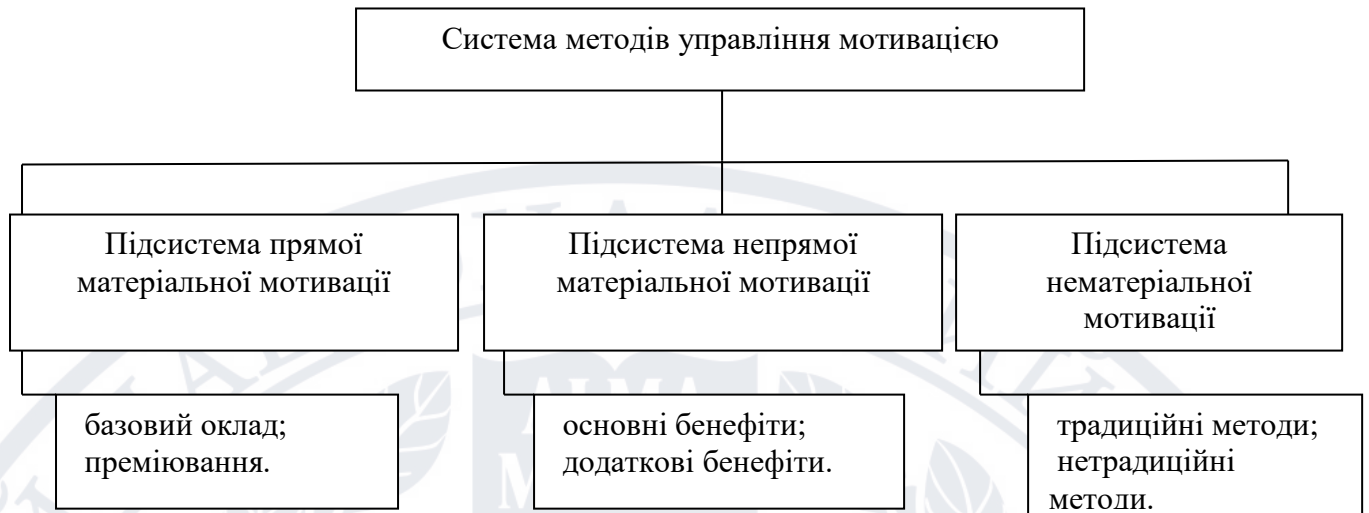 Система методів управління мотивацією
Підсистема прямої
матеріальної мотивації
Підсистема непрямої
матеріальної мотивації
Підсистема
нематеріальної
мотивації
базовий оклад;
преміювання.
основні бенефіти;
додаткові бенефіти.
традиційні методи;
нетрадиційні
методи.